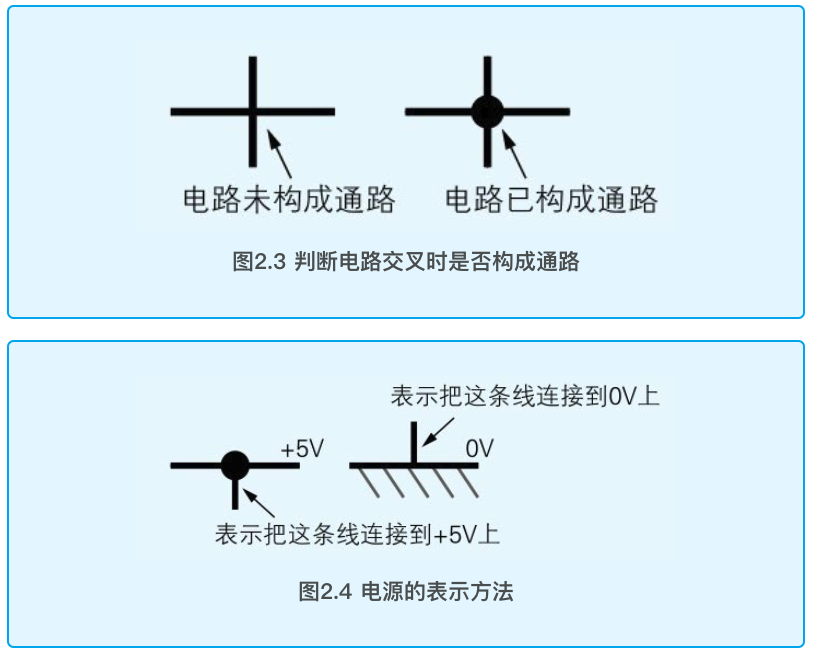 电路未构成通路
电路已构成通路
图2.3 判断电路交叉时是否构成通路
表示把这条线连接到0V上
+5V
0V
表示把这条线连接到+5V上
图2.4 电源的表示方法